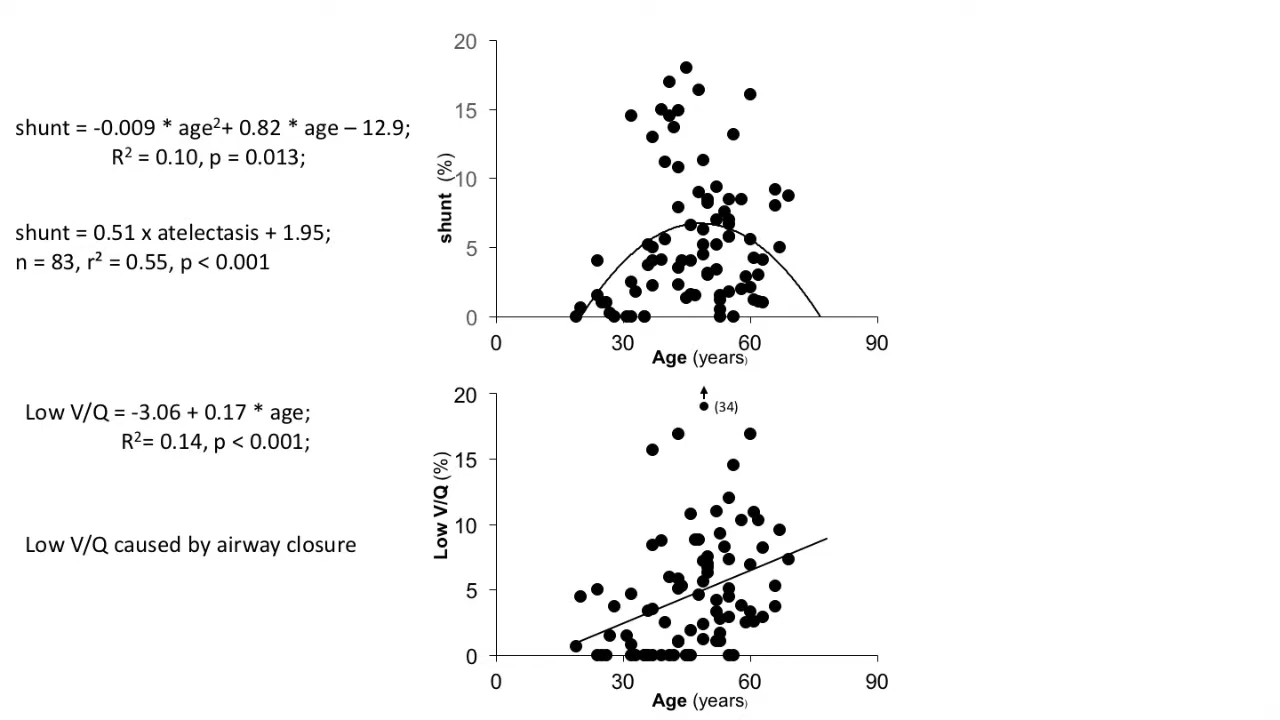 shunt = -0.009 * age²+ 0.82 * age – 12.9;
R² = 0.10, p = 0.013;
shunt = 0.51 x atelectasis + 1.95;
n = 83, r² = 0.55, p < 0.001
20
15
10
5
0
shunt (%)
0 30 60 90
Age (years)
Low V/Q = -3.06 + 0.17 * age;
R²= 0.14, p < 0.001;
Low V/Q caused by airway closure
20
15
10
5
0
Low V/Q (%)
(34)
0 30 60 90
Age (years)